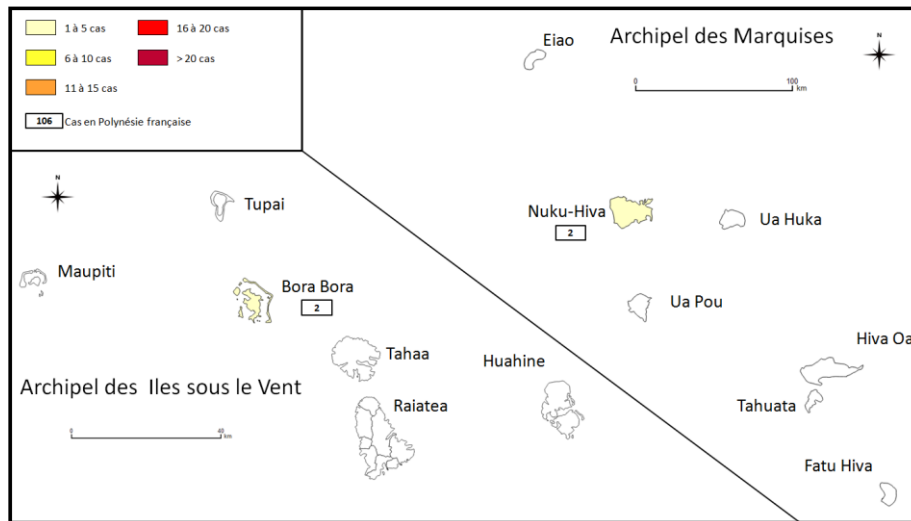 1 à 5 cas
16 à 20 cas
6 à 10 cas
> 20 cas
11 à 15 cas
106 Cas en Polynésie française
Eiao
Archipel des Marquises
N
0 100
km
N
Tupai
Nuku-Hiva
2
Ua Huka
Maupiti
Bora Bora
2
Ua Pou
Tahaa
Huahine
Hiva Oa
Archipel des Iles sous le Vent
Raiatea
Tahuata
0 40
km
Fatu Hiva